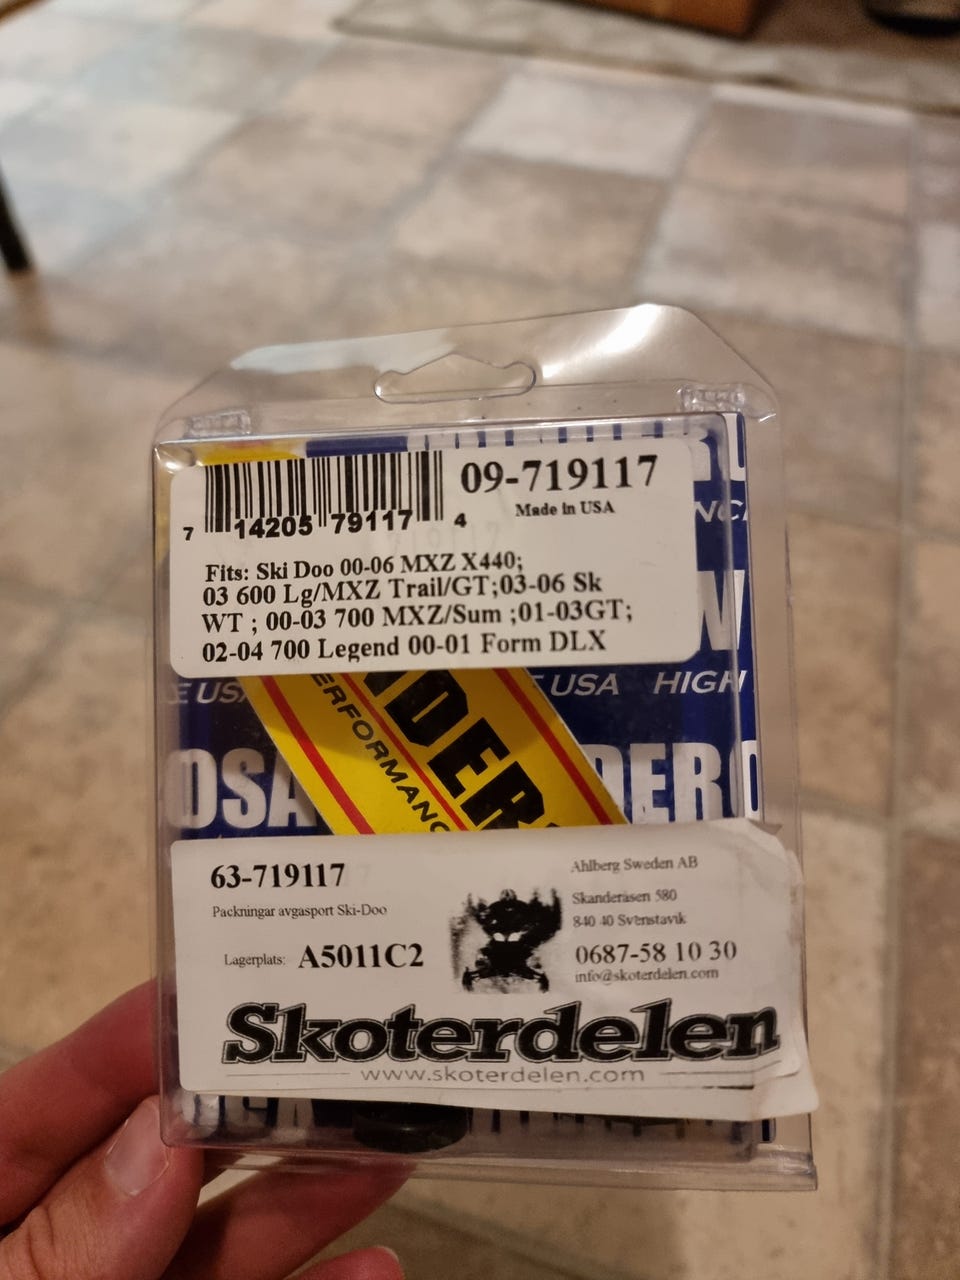 09-719117
Made in USA
7 14205 79117 4
Fits: Ski Doo 00-06 MXZ X440;
03 600 Lg/MXZ Trail/GT;03-06 Sk
WT ; 00-03 700 MXZ/Sum ;01-03GT;
02-04 700 Legend 00-01 Form DLX
USA HIGH
63-719117
Packningar avgasport Ski-Doo
Lagerplats: A5011C2
Ahlberg Sweden AB
Skanderåsen 580
840 40 Svenstavik
0687-58 10 30
info@skoterdelen.com
Skoterdelen
www.skoterdelen.com